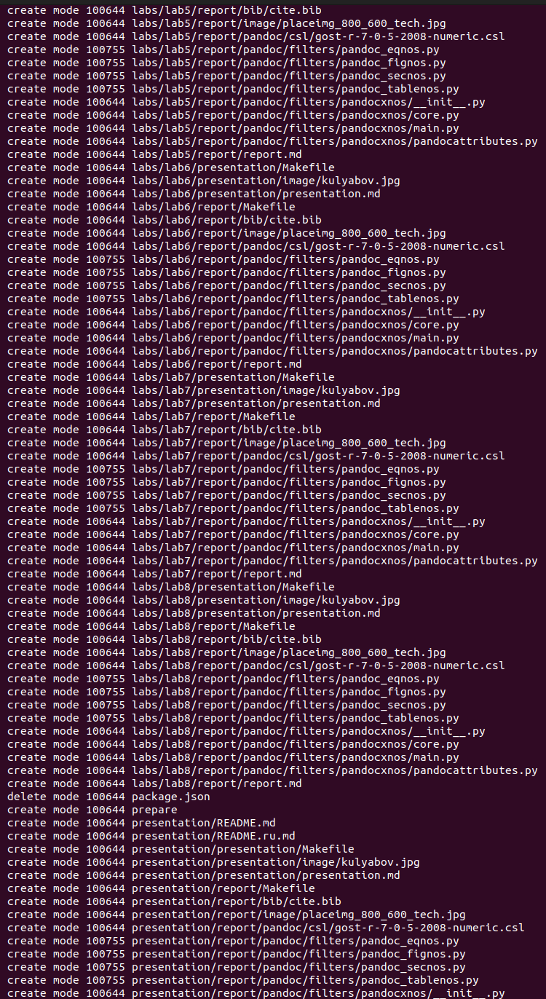 create mode 100644 labs/lab5/report/bib/cite.bib
create mode 100644 labs/lab5/report/image/placeimg_800_600_tech.jpg
create mode 100644 labs/lab5/report/pandoc/csl/gost-r-7-0-5-2008-numeric.csl
create mode 100755 labs/lab5/report/pandoc/filters/pandoc_eqnos.py
create mode 100755 labs/lab5/report/pandoc/filters/pandoc_fignos.py
create mode 100755 labs/lab5/report/pandoc/filters/pandoc_secnos.py
create mode 100755 labs/lab5/report/pandoc/filters/pandoc_tablenos.py
create mode 100644 labs/lab5/report/pandoc/filters/pandocxnos/__init__.py
create mode 100644 labs/lab5/report/pandoc/filters/pandocxnos/core.py
create mode 100644 labs/lab5/report/pandoc/filters/pandocxnos/main.py
create mode 100644 labs/lab5/report/pandoc/filters/pandocxnos/pandocattributes.py
create mode 100644 labs/lab5/report/report.md
create mode 100644 labs/lab6/presentation/Makefile
create mode 100644 labs/lab6/presentation/image/kulyabov.jpg
create mode 100644 labs/lab6/presentation/presentation.md
create mode 100644 labs/lab6/report/Makefile
create mode 100644 labs/lab6/report/bib/cite.bib
create mode 100644 labs/lab6/report/image/placeimg_800_600_tech.jpg
create mode 100644 labs/lab6/report/pandoc/csl/gost-r-7-0-5-2008-numeric.csl
create mode 100755 labs/lab6/report/pandoc/filters/pandoc_eqnos.py
create mode 100755 labs/lab6/report/pandoc/filters/pandoc_fignos.py
create mode 100755 labs/lab6/report/pandoc/filters/pandoc_secnos.py
create mode 100755 labs/lab6/report/pandoc/filters/pandoc_tablenos.py
create mode 100644 labs/lab6/report/pandoc/filters/pandocxnos/__init__.py
create mode 100644 labs/lab6/report/pandoc/filters/pandocxnos/core.py
create mode 100644 labs/lab6/report/pandoc/filters/pandocxnos/main.py
create mode 100644 labs/lab6/report/pandoc/filters/pandocxnos/pandocattributes.py
create mode 100644 labs/lab6/report/report.md
create mode 100644 labs/lab7/presentation/Makefile
create mode 100644 labs/lab7/presentation/image/kulyabov.jpg
create mode 100644 labs/lab7/presentation/presentation.md
create mode 100644 labs/lab7/report/Makefile
create mode 100644 labs/lab7/report/bib/cite.bib
create mode 100644 labs/lab7/report/image/placeimg_800_600_tech.jpg
create mode 100644 labs/lab7/report/pandoc/csl/gost-r-7-0-5-2008-numeric.csl
create mode 100755 labs/lab7/report/pandoc/filters/pandoc_eqnos.py
create mode 100755 labs/lab7/report/pandoc/filters/pandoc_fignos.py
create mode 100755 labs/lab7/report/pandoc/filters/pandoc_secnos.py
create mode 100755 labs/lab7/report/pandoc/filters/pandoc_tablenos.py
create mode 100644 labs/lab7/report/pandoc/filters/pandocxnos/__init__.py
create mode 100644 labs/lab7/report/pandoc/filters/pandocxnos/core.py
create mode 100644 labs/lab7/report/pandoc/filters/pandocxnos/main.py
create mode 100644 labs/lab7/report/pandoc/filters/pandocxnos/pandocattributes.py
create mode 100644 labs/lab7/report/report.md
create mode 100644 labs/lab8/presentation/Makefile
create mode 100644 labs/lab8/presentation/image/kulyabov.jpg
create mode 100644 labs/lab8/presentation/presentation.md
create mode 100644 labs/lab8/report/Makefile
create mode 100644 labs/lab8/report/bib/cite.bib
create mode 100644 labs/lab8/report/image/placeimg_800_600_tech.jpg
create mode 100644 labs/lab8/report/pandoc/csl/gost-r-7-0-5-2008-numeric.csl
create mode 100755 labs/lab8/report/pandoc/filters/pandoc_eqnos.py
create mode 100755 labs/lab8/report/pandoc/filters/pandoc_fignos.py
create mode 100755 labs/lab8/report/pandoc/filters/pandoc_secnos.py
create mode 100755 labs/lab8/report/pandoc/filters/pandoc_tablenos.py
create mode 100644 labs/lab8/report/pandoc/filters/pandocxnos/__init__.py
create mode 100644 labs/lab8/report/pandoc/filters/pandocxnos/core.py
create mode 100644 labs/lab8/report/pandoc/filters/pandocxnos/main.py
create mode 100644 labs/lab8/report/pandoc/filters/pandocxnos/pandocattributes.py
create mode 100644 labs/lab8/report/report.md
delete mode 100644 package.json
create mode 100644 prepare
create mode 100644 presentation/README.md
create mode 100644 presentation/README.ru.md
create mode 100644 presentation/presentation/Makefile
create mode 100644 presentation/presentation/image/kulyabov.jpg
create mode 100644 presentation/presentation/presentation.md
create mode 100644 presentation/report/Makefile
create mode 100644 presentation/report/bib/cite.bib
create mode 100644 presentation/report/image/placeimg_800_600_tech.jpg
create mode 100644 presentation/report/pandoc/csl/gost-r-7-0-5-2008-numeric.csl
create mode 100755 presentation/report/pandoc/filters/pandoc_eqnos.py
create mode 100755 presentation/report/pandoc/filters/pandoc_fignos.py
create mode 100755 presentation/report/pandoc/filters/pandoc_secnos.py
create mode 100755 presentation/report/pandoc/filters/pandoc_tablenos.py
create mode 100644 presentation/report/pandoc/filters/pandocxnos/__init__.py